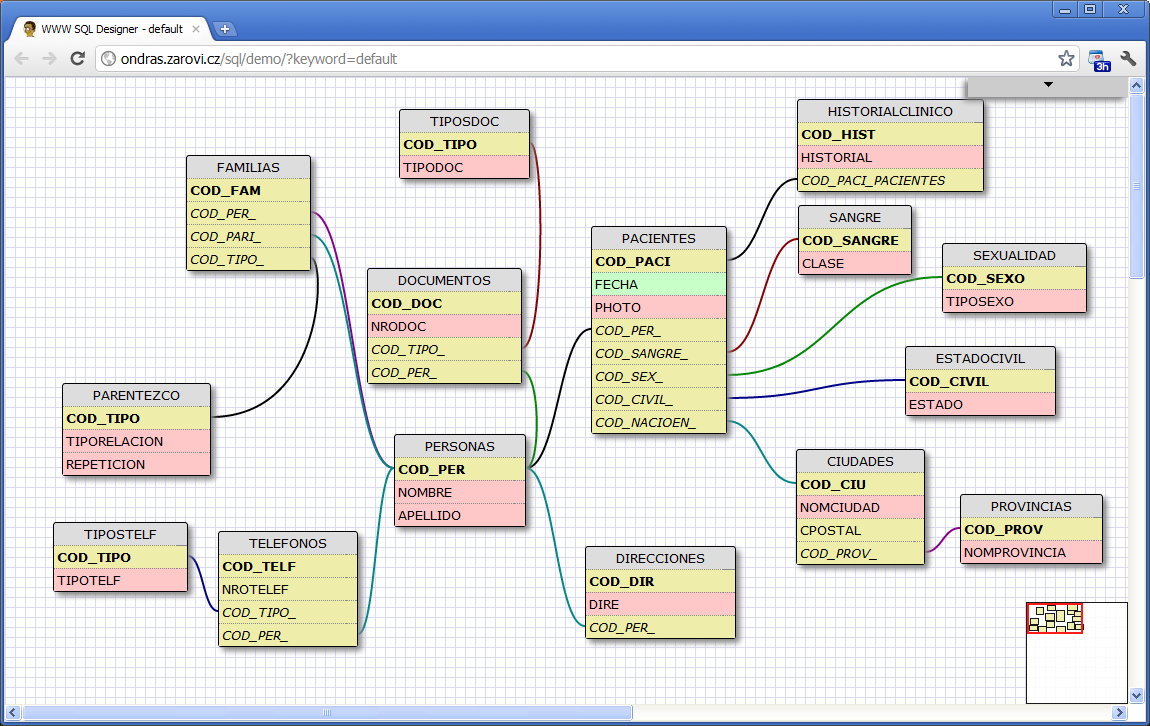 WWW SQL Designer - default
ondras.zarovi.cz/sql/demo/?keyword=default
3h
TIPOSDOC
COD_TIPO
TIPODOC
HISTORIALCLINICO
COD_HIST
HISTORIAL
COD_PACI_PACIENTES
FAMILIAS
COD_FAM
COD_PER_
COD_PARI_
COD_TIPO_
SANGRE
COD_SANGRE
CLASE
PACIENTES
COD_PACI
FECHA
PHOTO
COD_PER_
COD_SANGRE_
COD_SEX_
COD_CIVIL_
COD_NACIOEN_
SEXUALIDAD
COD_SEXO
TIPOSEXO
DOCUMENTOS
COD_DOC
NRODOC
COD_TIPO_
COD_PER_
ESTADOCIVIL
COD_CIVIL
ESTADO
PARENTEZCO
COD_TIPO
TIPORELACION
REPETICION
PERSONAS
COD_PER
NOMBRE
APELLIDO
CIUDADES
COD_CIU
NOMCIUDAD
CPOSTAL
COD_PROV_
PROVINCIAS
COD_PROV
NOMPROVINCIA
TIPOSTELF
COD_TIPO
TIPOTELF
TELEFONOS
COD_TELF
NROTELEF
COD_TIPO_
COD_PER_
DIRECCIONES
COD_DIR
DIRE
COD_PER_